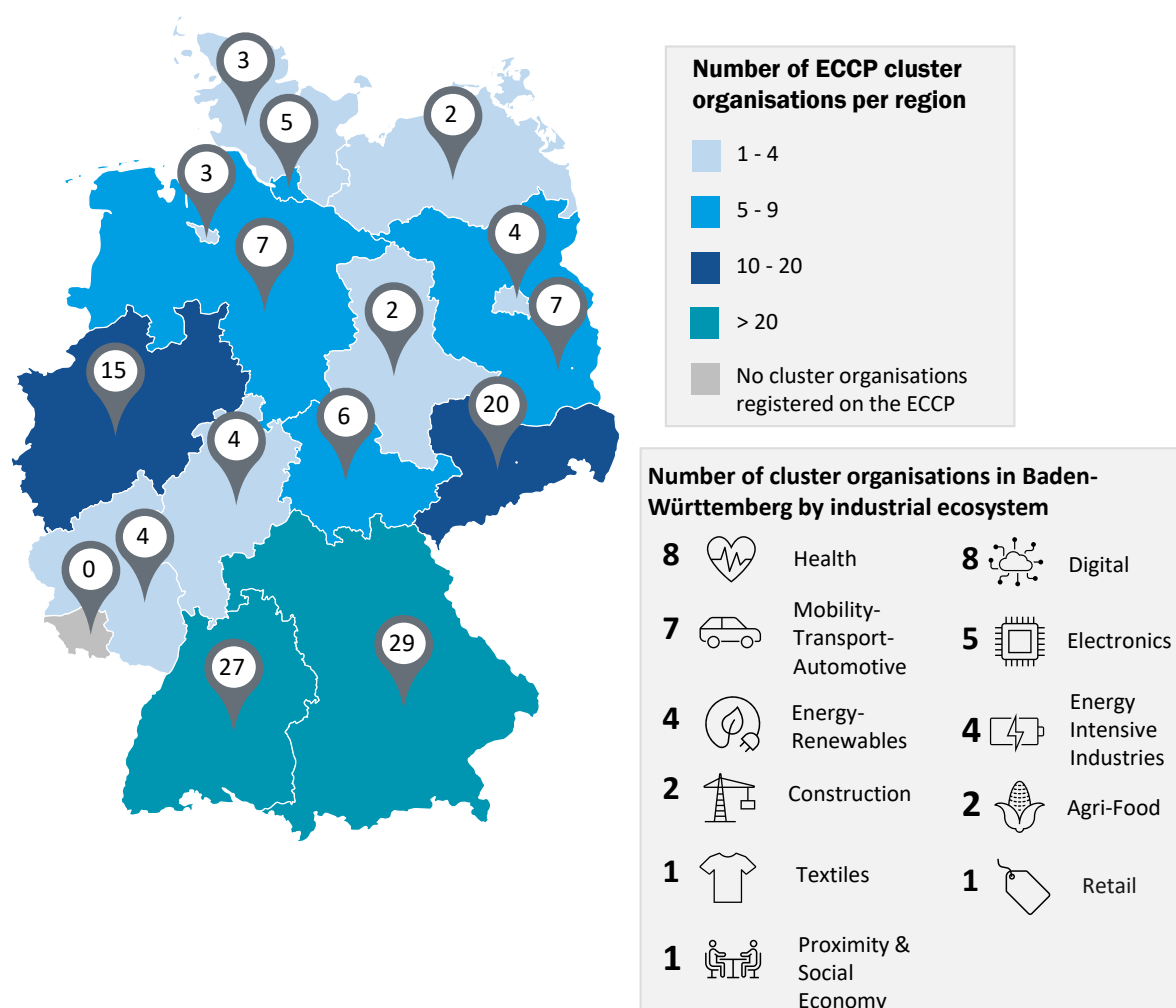 3
5
2
3
7
4
2
7
15
20
6
4
4
0
29
27
Number of ECCP cluster
organisations per region
1 - 4
5 - 9
10 - 20
> 20
No cluster organisations
registered on the ECCP
Number of cluster organisations in Baden-
Württemberg by industrial ecosystem
8 Health
8 Digital
7 Mobility-
Transport-
Automotive
5 Electronics
4 Energy-
Renewables
4 Energy
Intensive
Industries
2 Construction
2 Agri-Food
1 Textiles
1 Retail
1 Proximity &
Social
Economy